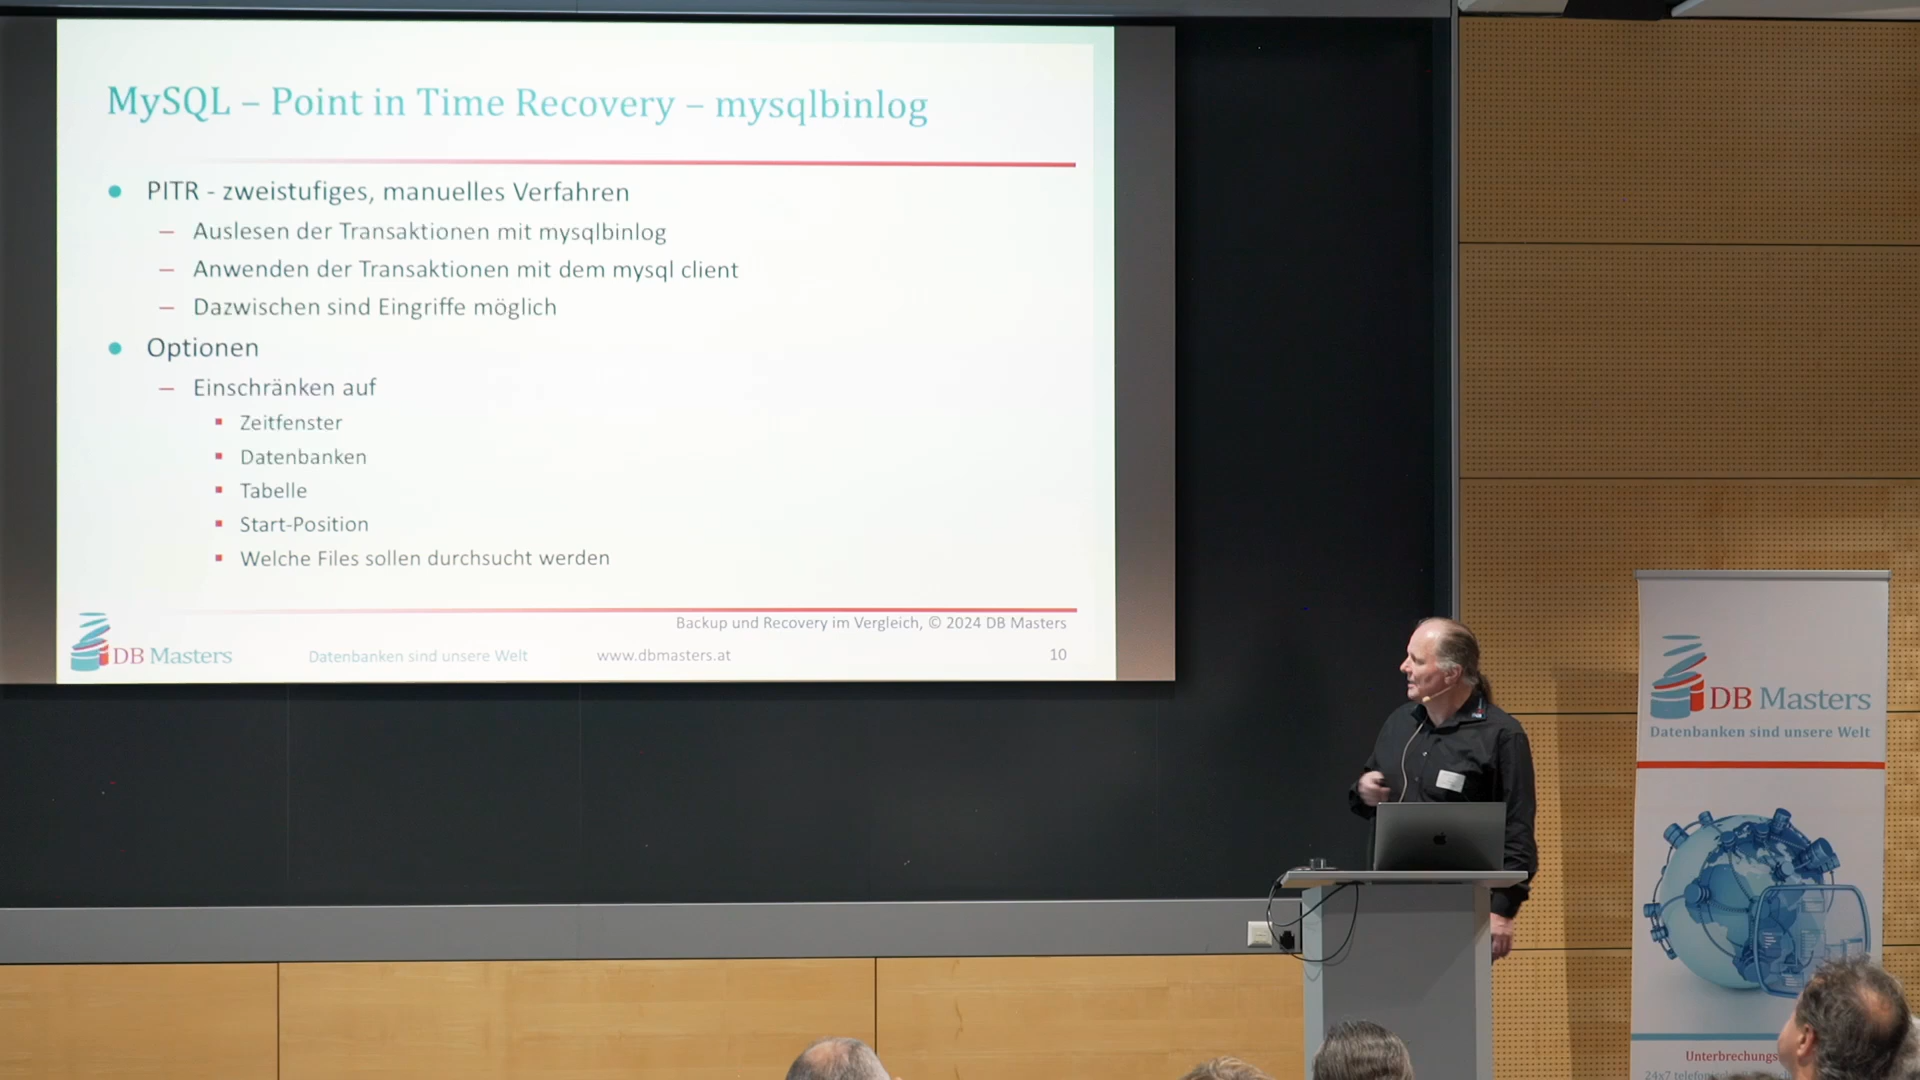 MySQL – Point in Time Recovery – mysqlbinlog
● PITR - zweistufiges, manuelles Verfahren
– Auslesen der Transaktionen mit mysqlbinlog
– Anwenden der Transaktionen mit dem mysql client
– Dazwischen sind Eingriffe möglich
● Optionen
– Einschränken auf
▪ Zeitfenster
▪ Datenbanken
▪ Tabelle
▪ Start-Position
▪ Welche Files sollen durchsucht werden
Backup und Recovery im Vergleich, © 2024 DB Masters
DB Masters
Datenbanken sind unsere Welt
www.dbmasters.at
10
DB Masters
Datenbanken sind unsere Welt
Unterbrechungs
24x7